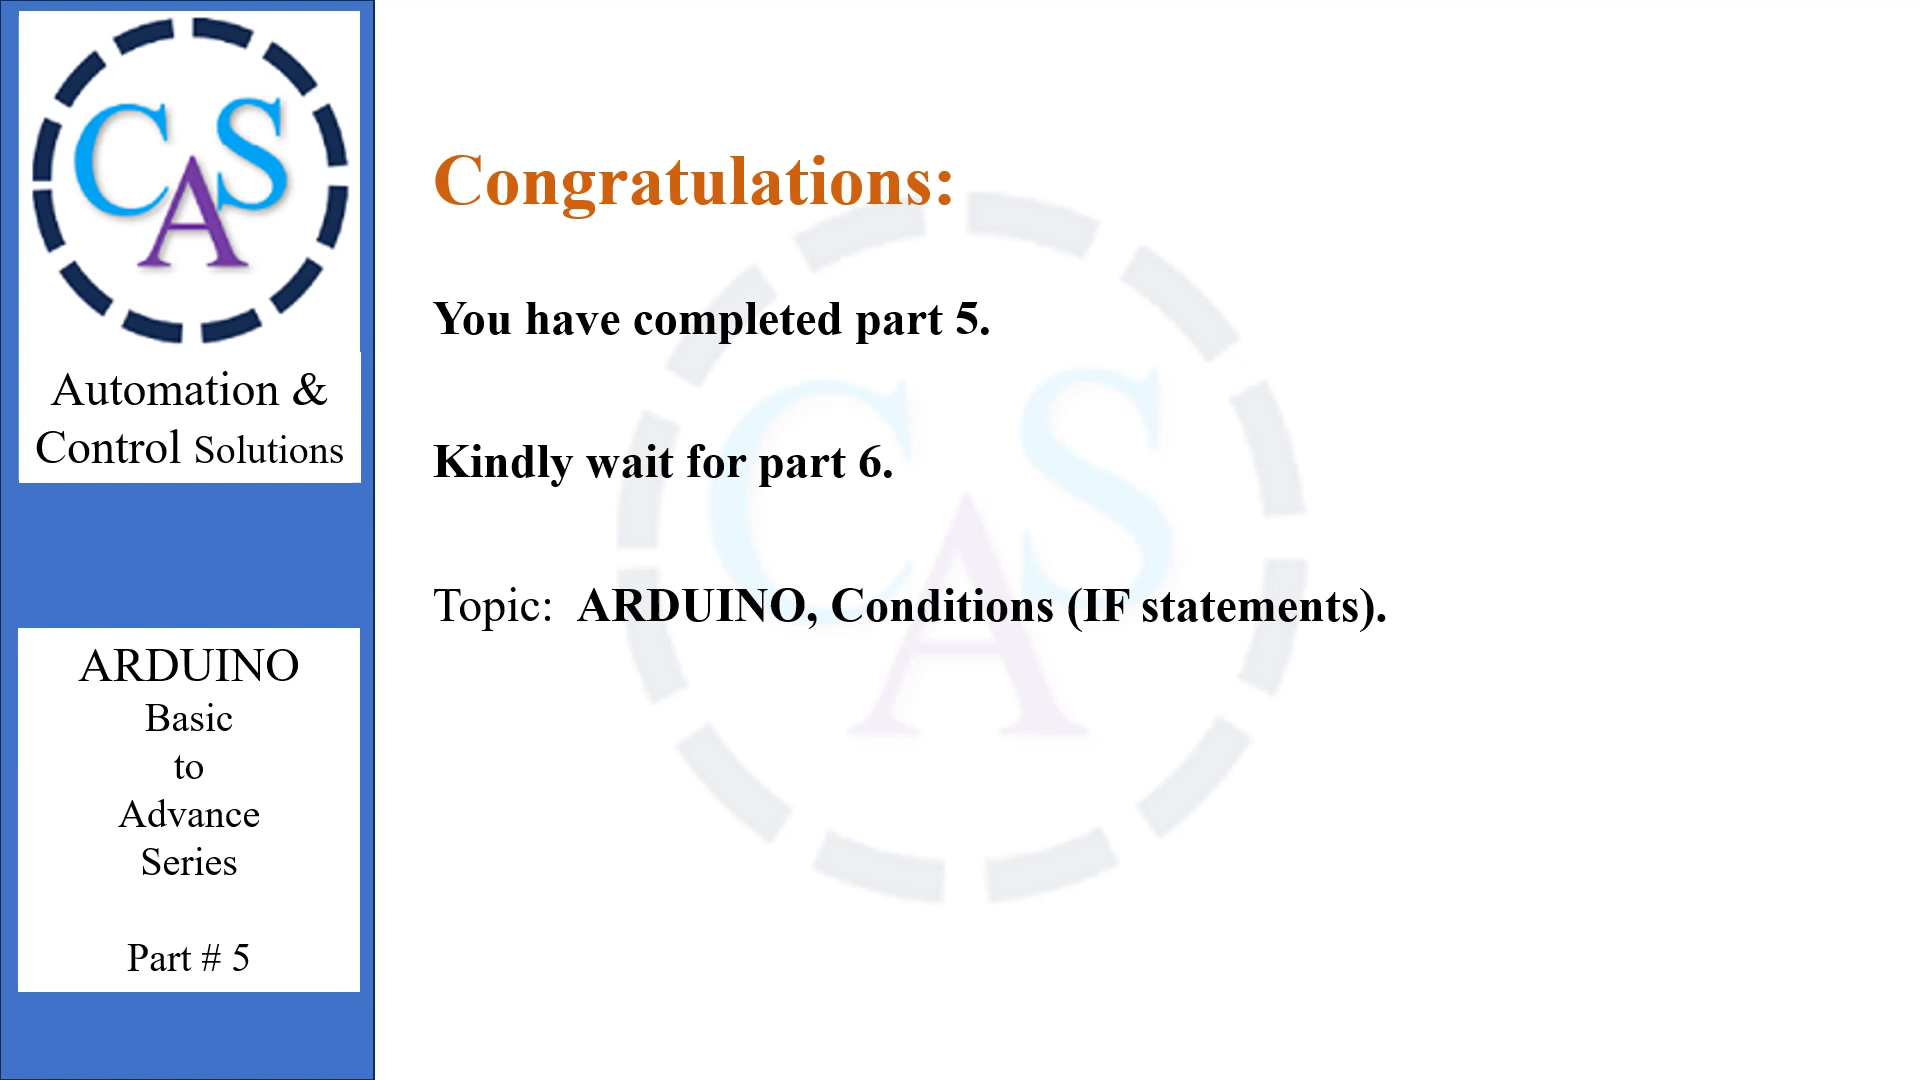 CAS
Automation &
Control Solutions
ARDUINO
Basic
to
Advance
Series
Part # 5
Congratulations:
You have completed part 5.
Kindly wait for part 6.
Topic: ARDUINO, Conditions (IF statements).
CAS